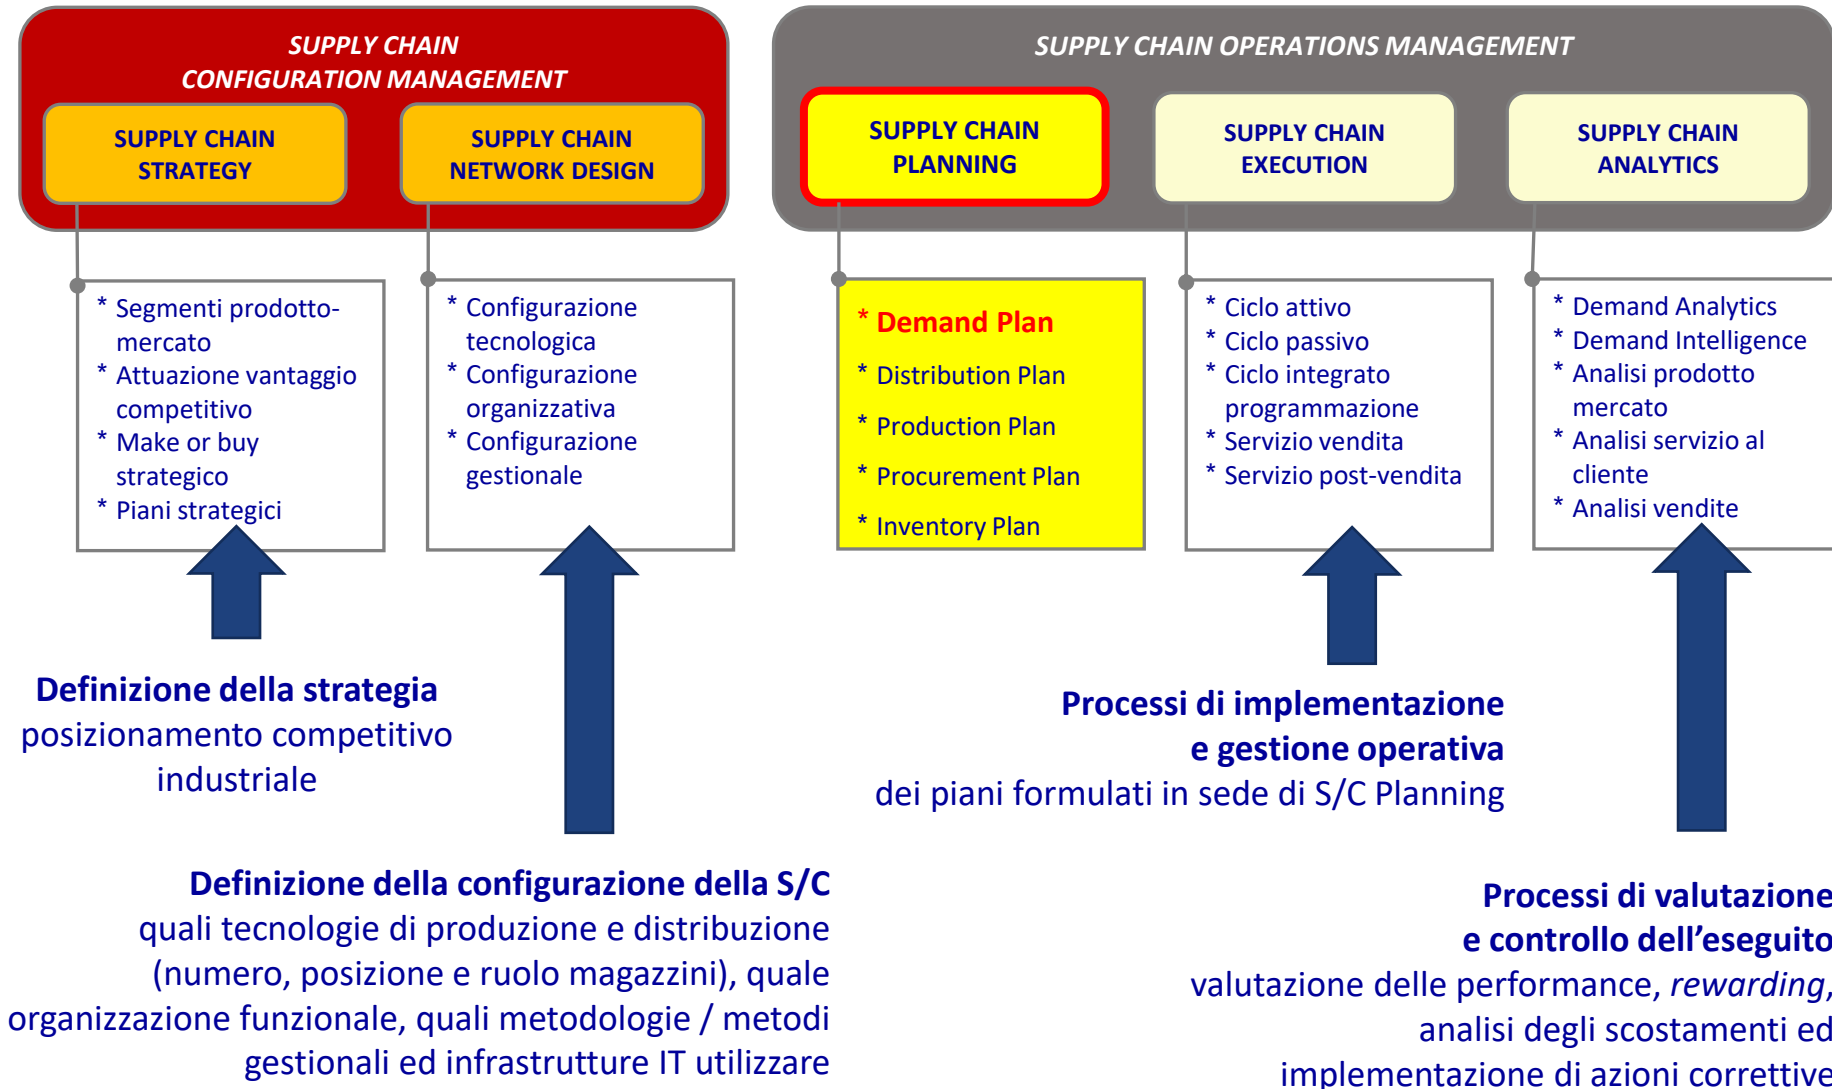 SUPPLY CHAIN
CONFIGURATION MANAGEMENT
SUPPLY CHAIN
STRATEGY
SUPPLY CHAIN
NETWORK DESIGN
* Segmenti prodotto-
mercato
* Attuazione vantaggio
competitivo
* Make or buy
strategico
* Piani strategici
* Configurazione
tecnologica
* Configurazione
organizzativa
* Configurazione
gestionale
SUPPLY CHAIN OPERATIONS MANAGEMENT
SUPPLY CHAIN
PLANNING
SUPPLY CHAIN
EXECUTION
SUPPLY CHAIN
ANALYTICS
* Demand Plan
* Distribution Plan
* Production Plan
* Procurement Plan
* Inventory Plan
* Ciclo attivo
* Ciclo passivo
* Ciclo integrato
programmazione
* Servizio vendita
* Servizio post-vendita
* Demand Analytics
* Demand Intelligence
* Analisi prodotto
mercato
* Analisi servizio al
cliente
* Analisi vendite
Definizione della strategia
posizionamento competitivo
industriale
Processi di implementazione
e gestione operativa
dei piani formulati in sede di S/C Planning
Definizione della configurazione della S/C
quali tecnologie di produzione e distribuzione
(numero, posizione e ruolo magazzini), quale
organizzazione funzionale, quali metodologie / metodi
gestionali ed infrastrutture IT utilizzare
Processi di valutazione
e controllo dell’eseguito
valutazione delle performance, rewarding,
analisi degli scostamenti ed
implementazione di azioni correttive